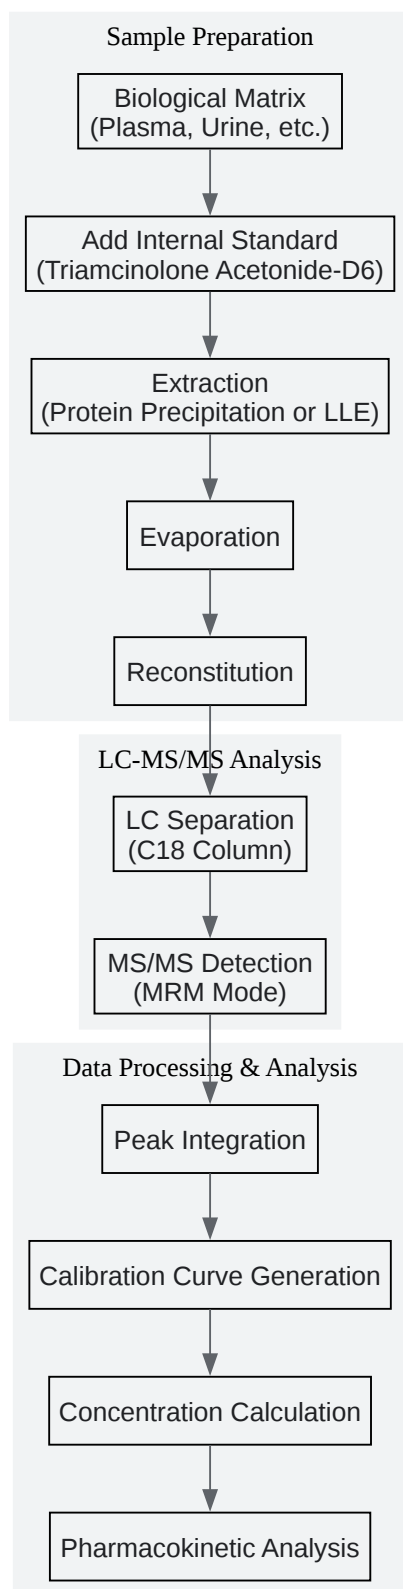 Sample Preparation
Biological Matrix
(Plasma, Urine, etc.)
Add Internal Standard
(Triamcinolone Acetonide-D6)
Extraction
(Protein Precipitation or LLE)
Evaporation
Reconstitution
LC-MS/MS Analysis
LC Separation
(C18 Column)
MS/MS Detection
(MRM Mode)
Data Processing & Analysis
Peak Integration
Calibration Curve Generation
Concentration Calculation
Pharmacokinetic Analysis